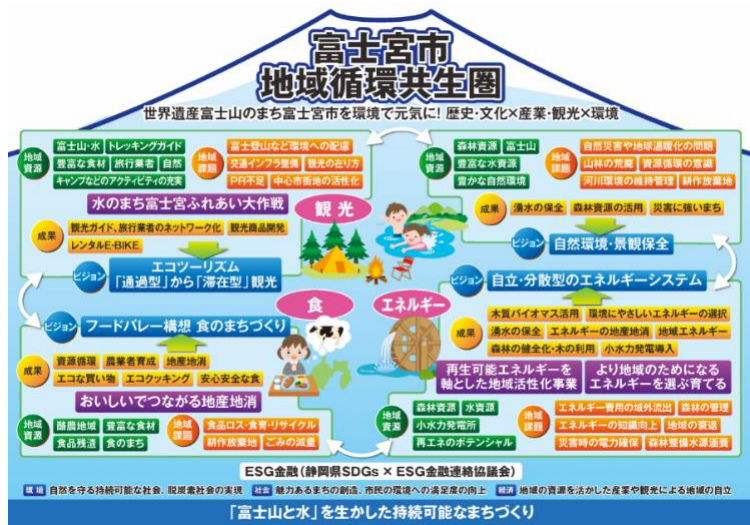 富士宮市
地域循環共生圏
世界遺産富士山のまち富士宮市を環境で元気に! 歴史・文化×産業・観光×環境
地域資源
富士山・水 トレッキングガイド
豊富な食材 旅行業者 自然
キャンプなどのアクティビティの充実
地域課題
富士登山など環境への配慮
交通インフラ整備 観光の在り方
PR不足 中心市街地の活性化
水のまち富士宮ふれあい大作戦
観光
成果
観光ガイド、旅行業者のネットワーク化 観光商品開発
レンタルE-BIKE
ビジョン
エコツーリズム
「通過型」から「滞在型」観光
地域資源
森林資源 富士山
豊富な水資源
豊かな自然環境
地域課題
自然災害や地球温暖化の問題
山林の荒廃 資源循環の意識
河川環境の維持管理 耕作放棄地
成果
湧水の保全 森林資源の活用 災害に強いまち
ビジョン
自然環境・景観保全
ビジョン
フードバレー構想 食のまちづくり
食
成果
資源循環 農業者育成 地産地消
エコな買い物 エコクッキング 安心安全な食
おいしいでつながる地産地消
地域資源
酪農地域 豊富な食材
食品残渣 食のまち
地域課題
食品ロス・食育・リサイクル
耕作放棄地 ごみの減量
ビジョン
自立・分散型のエネルギーシステム
エネルギー
成果
木質バイオマス活用 環境にやさしいエネルギーの選択
湧水の保全 エネルギーの地産地消 地域エネルギー
森林の健全化・木の利用 小水力発電導入
再生可能エネルギーを
軸とした地域活性化事業
より地域のためになる
エネルギーを選ぶ育てる
地域資源
森林資源 水資源
小水力発電所
再エネのポテンシャル
地域課題
エネルギー費用の域外流出 森林の管理
エネルギーの知識向上 地域の衰退
災害時の電力確保 森林整備水源涵養
ESG金融(静岡県SDGs × ESG金融連絡協議会)
環境 自然を守る持続可能な社会、脱炭素社会の実現 社会 魅力あるまちの創造、市民の環境への満足度の向上 経済 地域の資源を活かした産業や観光による地域の自立
「富士山と水」を生かした持続可能なまちづくり